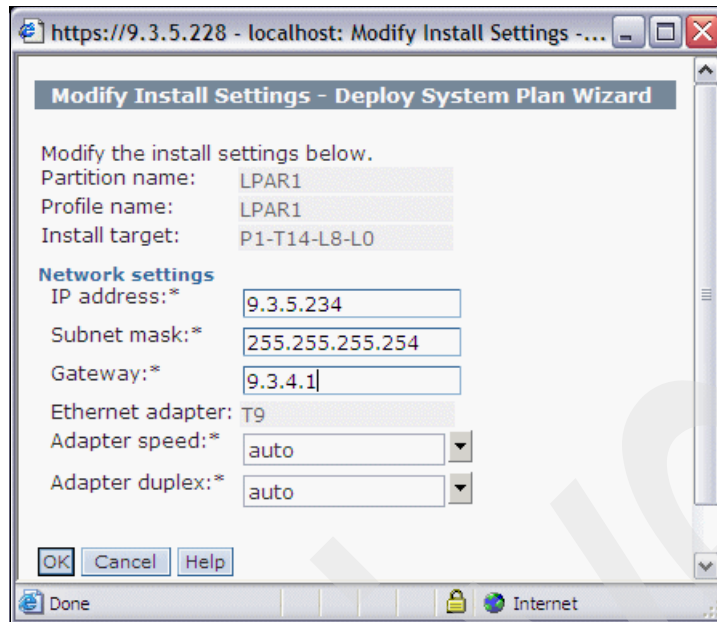 https://9.3.5.228 - localhost: Modify Install Settings -...
Modify Install Settings - Deploy System Plan Wizard
Modify the install settings below.
Partition name: LPAR1
Profile name: LPAR1
Install target: P1-T14-L8-L0
Network settings
IP address:* 9.3.5.234
Subnet mask:* 255.255.255.254
Gateway:* 9.3.4.1
Ethernet adapter: T9
Adapter speed:* auto
Adapter duplex:* auto
OK Cancel Help
Done Internet